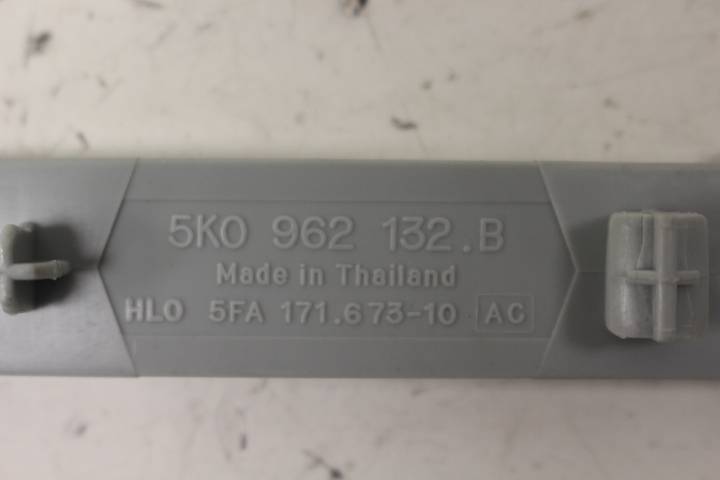 5K0 962 132.B
Made in Thailand
HLO 5FA 171.673-10 AC